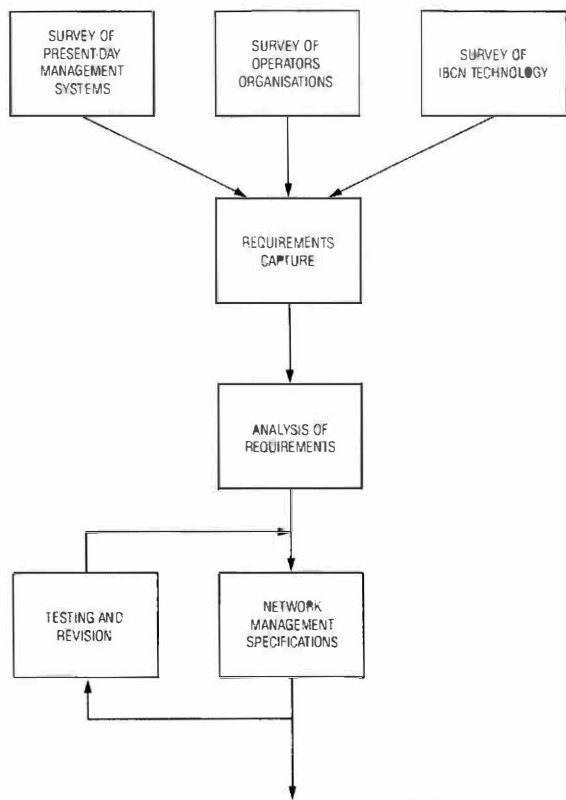 SURVEY OF
PRESENT-DAY
MANAGEMENT
SYSTEMS
SURVEY OF
OPERATORS
ORGANISATIONS
SURVEY OF
IBCN TECHNOLOGY
REQUIREMENTS
CAPTURE
ANALYSIS OF
REQUIREMENTS
TESTING AND
REVISION
NETWORK
MANAGEMENT
SPECIFICATIONS